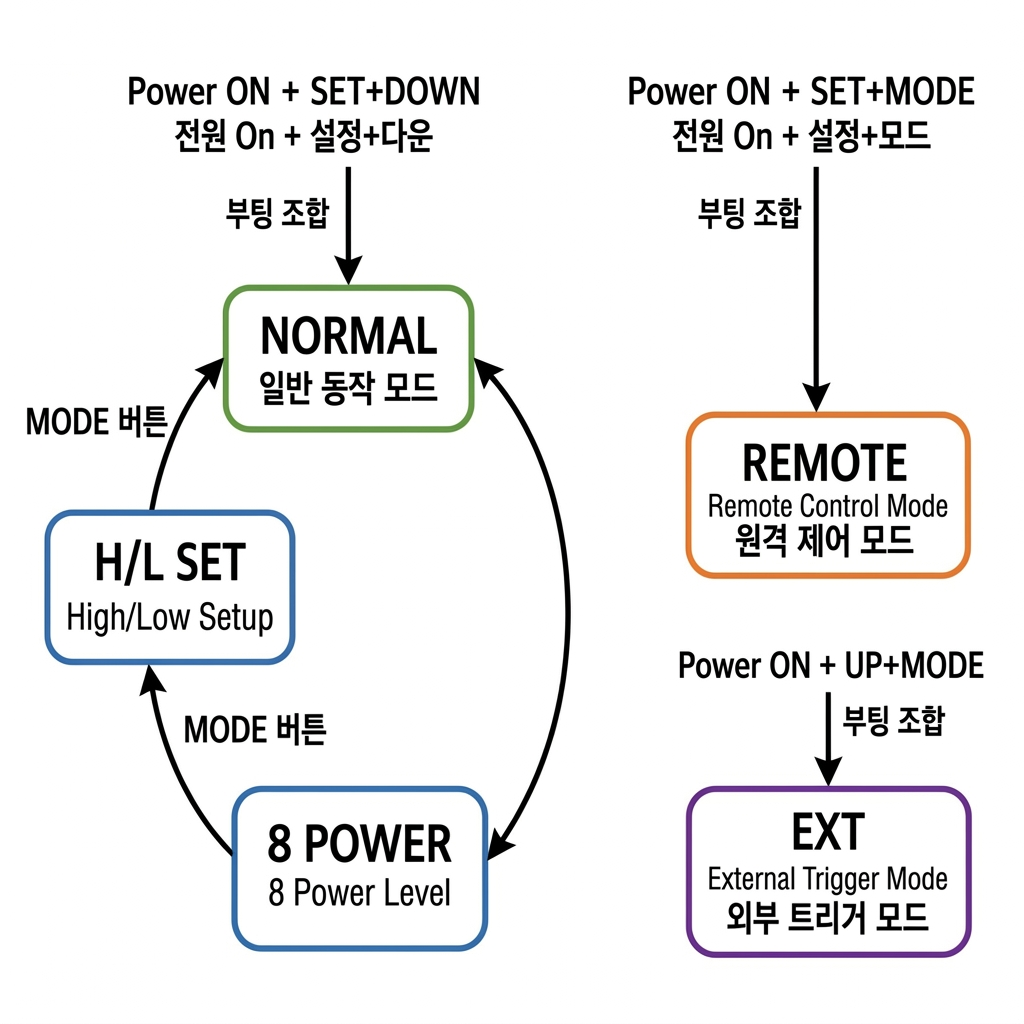 Power ON + SET+DOWN
전원 On + 설정+다운
부팅 조합
NORMAL
일반 동작 모드
MODE 버튼
H/L SET
High/Low Setup
MODE 버튼
8 POWER
8 Power Level
Power ON + SET+MODE
전원 On + 설정+모드
부팅 조합
REMOTE
Remote Control Mode
원격 제어 모드
Power ON + UP+MODE
부팅 조합
EXT
External Trigger Mode
외부 트리거 모드